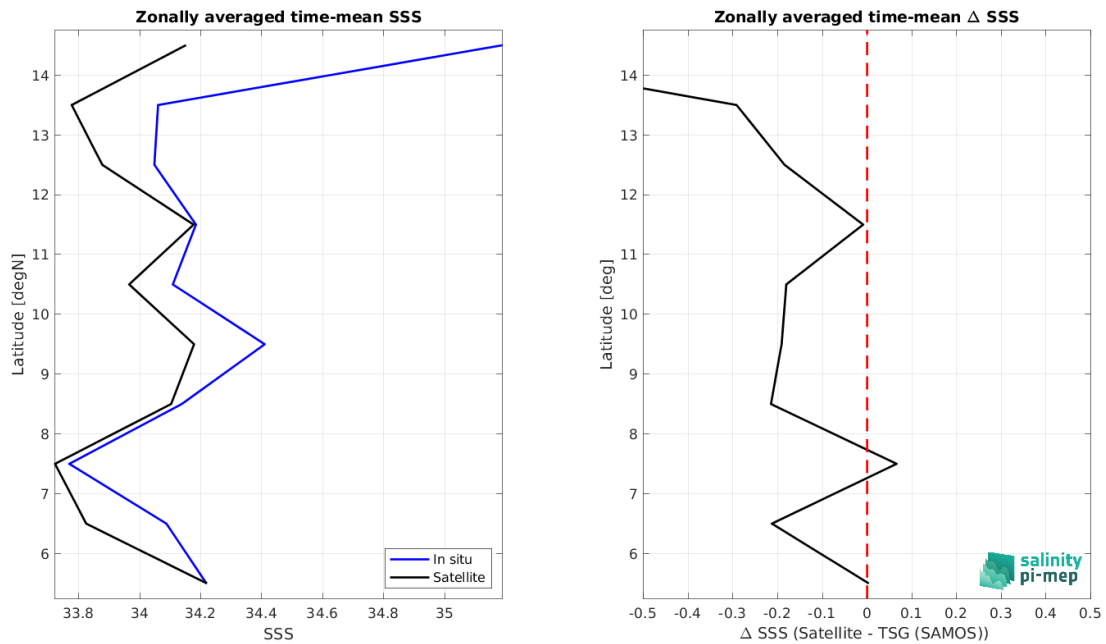 Zonally averaged time-mean SSS
Latitude [degN]
14
13
12
11
10
9
8
7
6
33.8 34 34.2 34.4 34.6 34.8 35
SSS
In situ
Satellite
Zonally averaged time-mean Δ SSS
Latitude [deg]
14
13
12
11
10
9
8
7
6
-0.5 -0.4 -0.3 -0.2 -0.1 0 0.1 0.2 0.3 0.4 0.5
Δ SSS (Satellite - TSG (SAMOS))
salinity
pi-mep